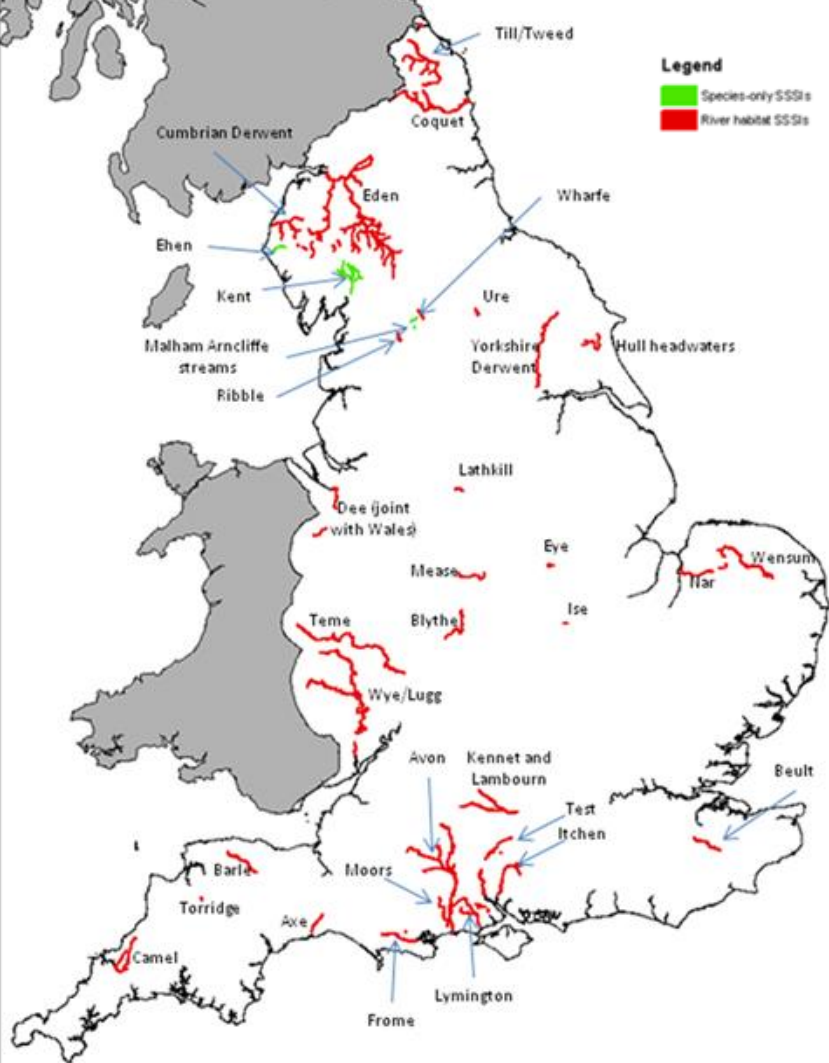 Till/Tweed
Legend
Species-only SSSIs
River habitat SSSIs
Coquet
Cumbrian Derwent
Eden
Wharfe
Ehen
Kent
Ure
Malham Arncliffe
streams
Yorkshire
Derwent
Hull headwaters
Ribble
Lathkill
Dee (joint
with Wales)
Eye
Wensum
Mease
Nar
Ise
Teme
Blythe
Wye/Lugg
Avon
Kennet and
Lambourn
Beult
Test
Itchen
Barle
Moors
Torridge
Axe
Camel
Lymington
Frome